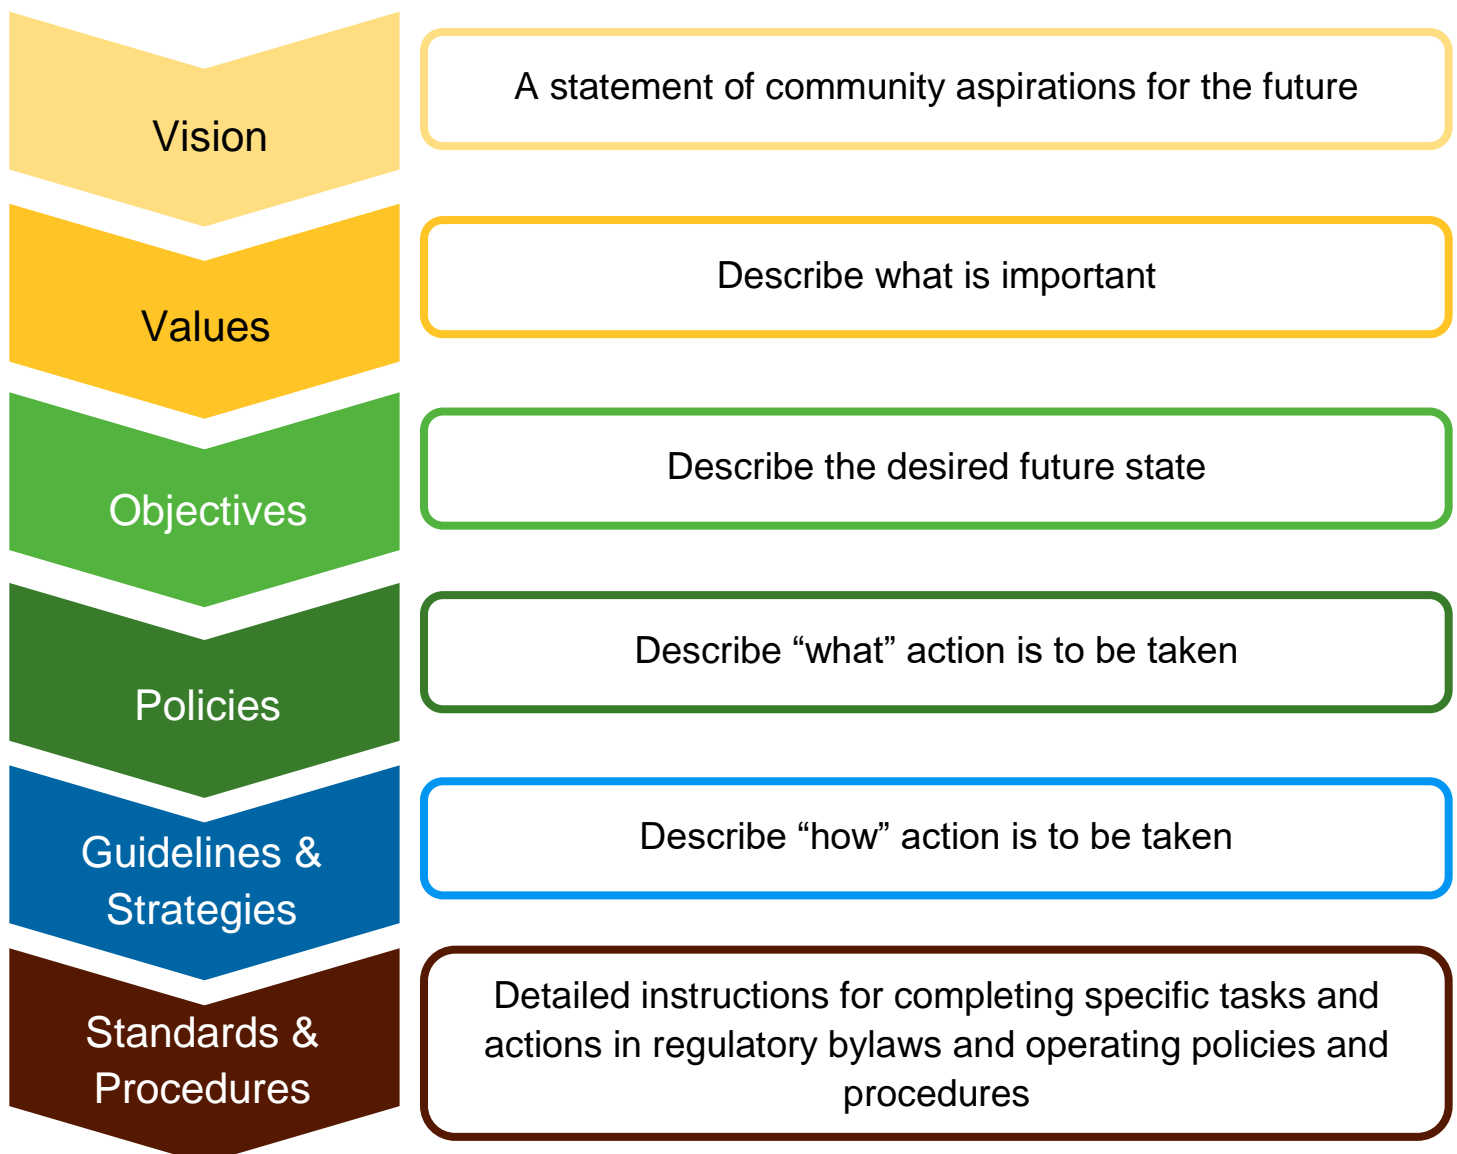 Vision
A statement of community aspirations for the future
Values
Describe what is important
Objectives
Describe the desired future state
Policies
Describe “what” action is to be taken
Guidelines &
Strategies
Describe “how” action is to be taken
Standards &
Procedures
Detailed instructions for completing specific tasks and
actions in regulatory bylaws and operating policies and
procedures